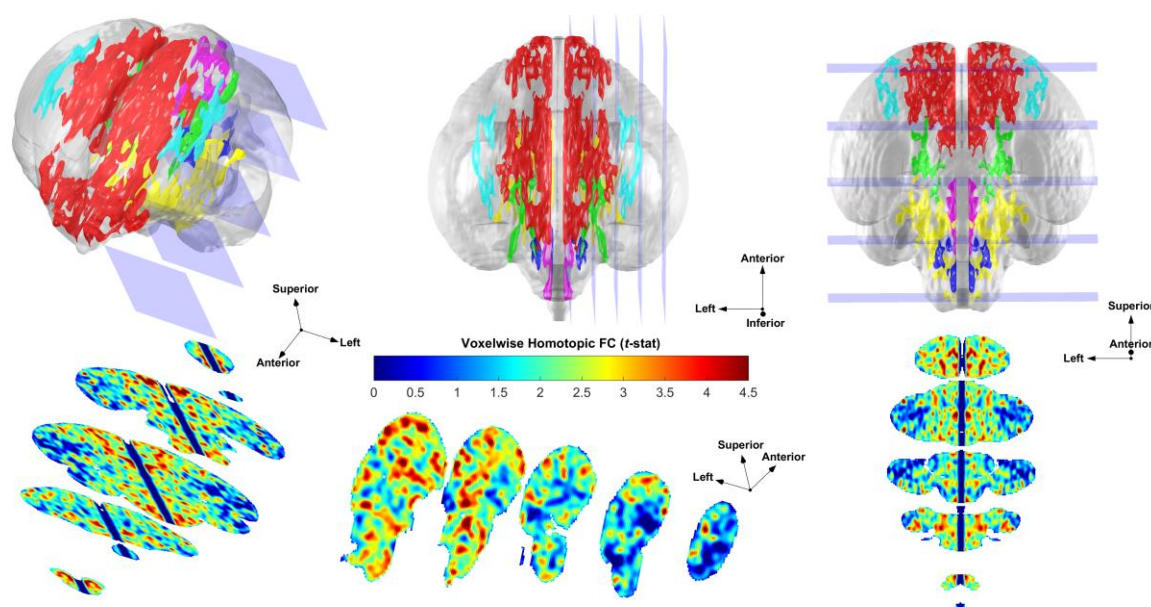 Anterior
Left
Inferior
Superior
Left
Anterior
Superior
Anterior
Left
Voxelwise Homotopic FC (t-stat)
0 0.5 1 1.5 2 2.5 3 3.5 4 4.5
Superior
Anterior
Left